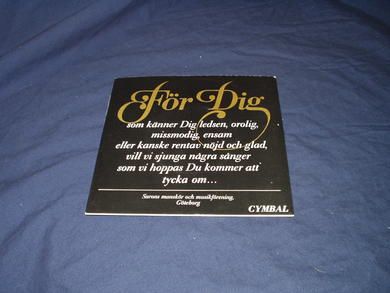 För Dig
som känner Dig ledsen, orolig,
missmodig, ensam
eller kanske rentav nöjd och glad,
vill vi sjunga några sånger
som vi hoppas Du kommer att
tycka om...
Surons manskör och musikförening,
Göteborg
CYMBAL